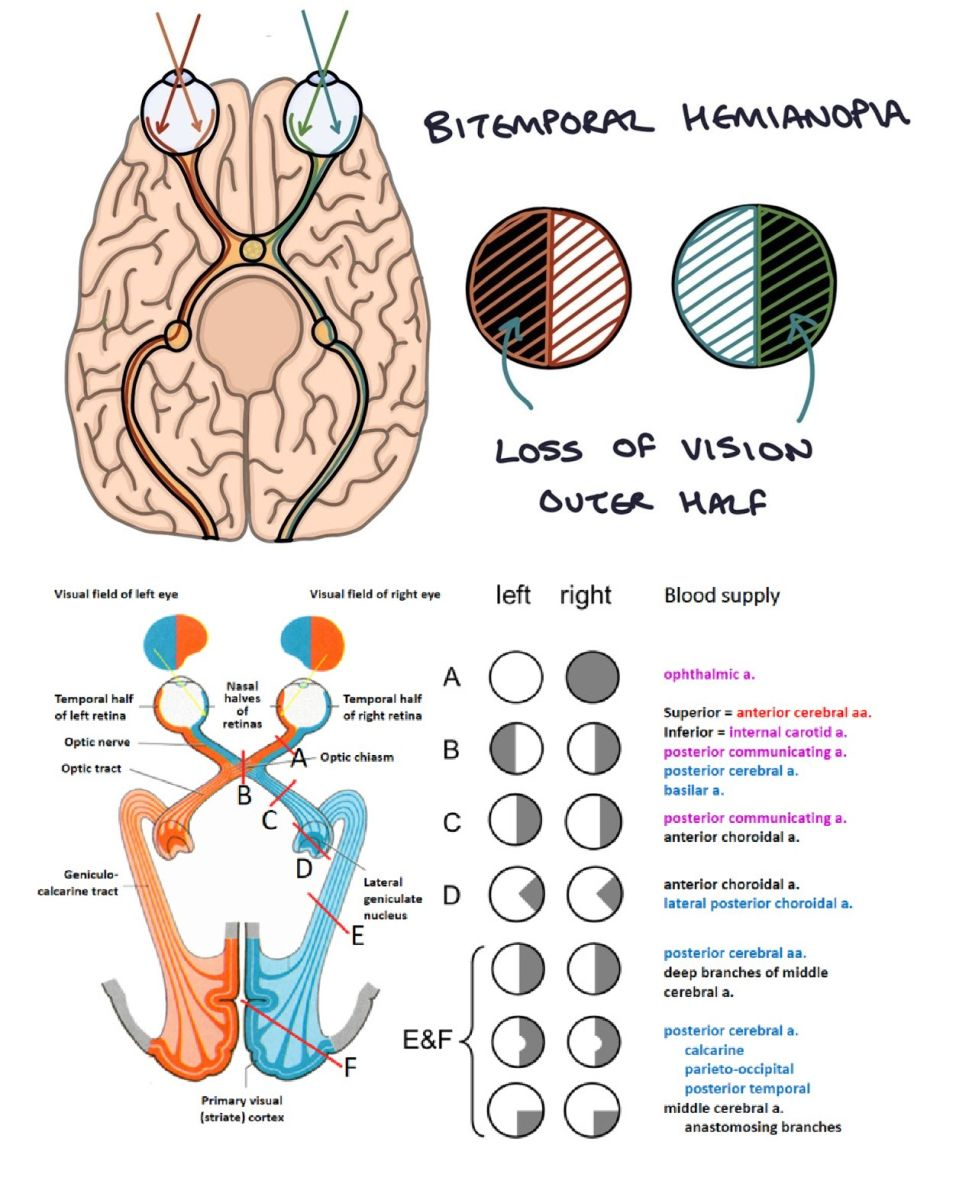 BITEMPORAL HEMIANOPIA
LOSS OF VISION
OUTER HALF
Visual field of left eye
Visual field of right eye
left
right
Blood supply
Temporal half
of left retina
Nasal
halves
of
retinas
Temporal half
of right retina
Optic nerve
Optic tract
Optic chiasm
A
B
C
D
E
F
Geniculo-
calcarine tract
Lateral
geniculate
nucleus
Primary visual
(striate) cortex
A
ophthalmic a.
B
Superior = anterior cerebral aa.
Inferior = internal carotid a.
posterior communicating a.
posterior cerebral a.
basilar a.
C
posterior communicating a.
anterior choroidal a.
D
anterior choroidal a.
lateral posterior choroidal a.
E&F
posterior cerebral aa.
deep branches of middle
cerebral a.
posterior cerebral a.
calcarine
parieto-occipital
posterior temporal
middle cerebral a.
anastomosing branches